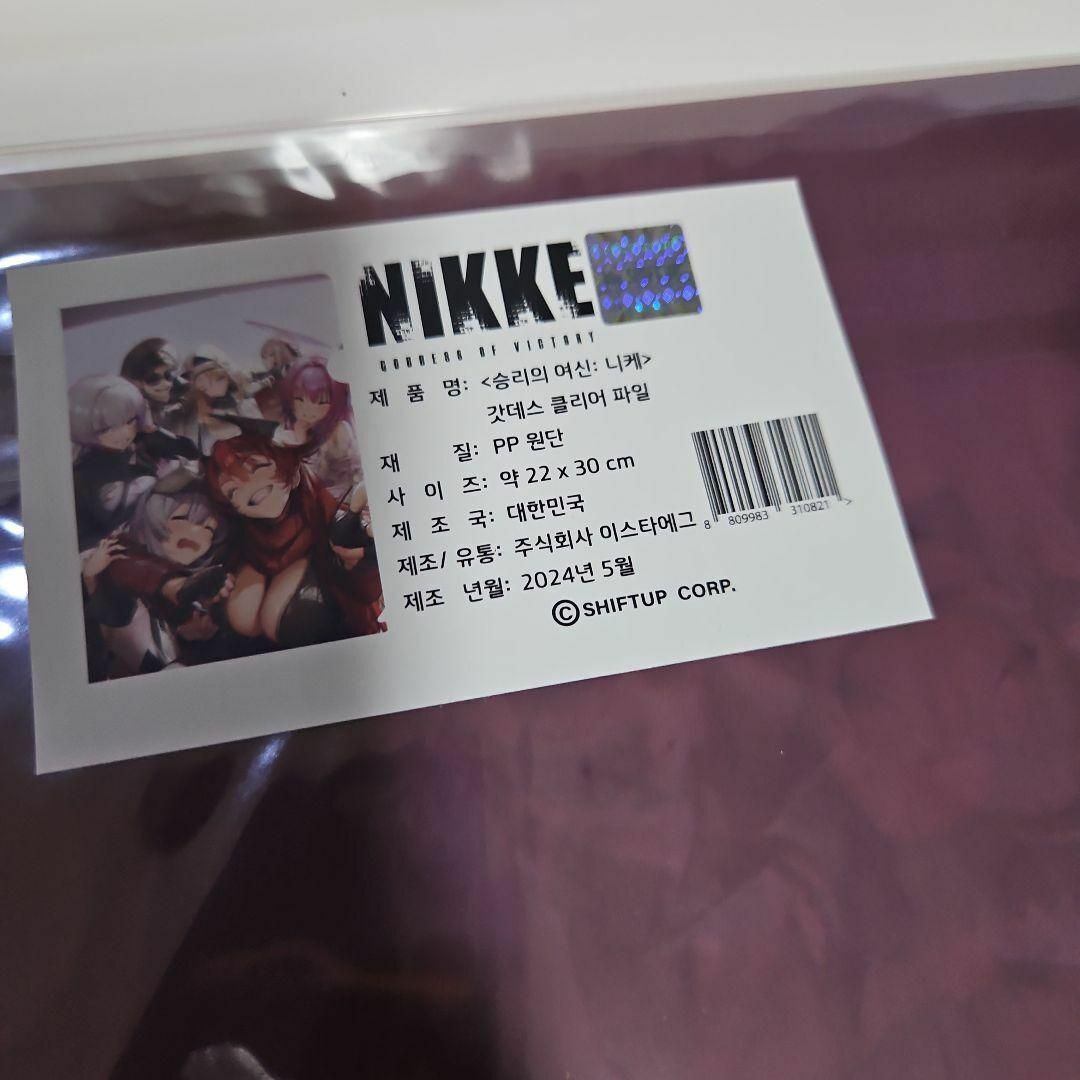 NIKKE
GODDESS OF VICTORY
제 품 명: <승리의 여신: 니케>
갓데스 클리어 파일
재 질: PP 원단
사 이 즈: 약 22 x 30 cm
제 조 국: 대한민국
제조/ 유통: 주식회사 이스타에그
제조 년월: 2024년 5월
ⒸSHIFTUP CORP.
8 809983 310821 >